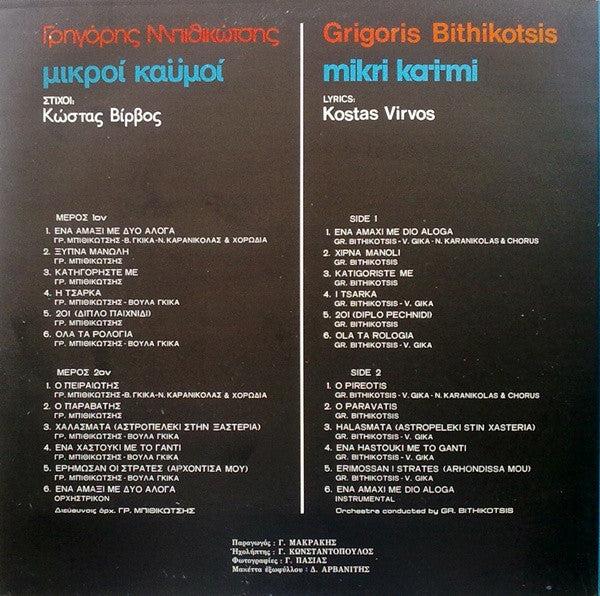 Γρηγόρης Μπιθικώτσης
μικροί καϋμοί
ΣΤΙΧΟΙ:
Κώστας Βίρβος
ΜΕΡΟΣ 1ον
1. ΕΝΑ ΑΜΑΞΙ ΜΕ ΔΥΟ ΑΛΟΓΑ
ΓΡ. ΜΠΙΘΙΚΩΤΣΗΣ-Β. ΓΚΙΚΑ-Ν. ΚΑΡΑΝΙΚΟΛΑΣ & ΧΟΡΩΔΙΑ
2. ΞΥΠΝΑ ΜΑΝΩΛΗ
ΓΡ. ΜΠΙΘΙΚΩΤΣΗΣ
3. ΚΑΤΗΓΟΡΗΣΤΕ ΜΕ
ΓΡ. ΜΠΙΘΙΚΩΤΣΗΣ
4. Η ΤΣΑΡΚΑ
ΓΡ. ΜΠΙΘΙΚΩΤΣΗΣ-ΒΟΥΛΑ ΓΚΙΚΑ
5. 201 (ΔΙΠΛΟ ΠΑΙΧΝΙΔΙ)
ΓΡ. ΜΠΙΘΙΚΩΤΣΗΣ
6. ΟΛΑ ΤΑ ΡΟΛΟΓΙΑ
ΓΡ. ΜΠΙΘΙΚΩΤΣΗΣ-ΒΟΥΛΑ ΓΚΙΚΑ
ΜΕΡΟΣ 2ον
1. Ο ΠΕΙΡΑΙΩΤΗΣ
ΓΡ. ΜΠΙΘΙΚΩΤΣΗΣ-Β. ΓΚΙΚΑ-Ν. ΚΑΡΑΝΙΚΟΛΑΣ & ΧΟΡΩΔΙΑ
2. Ο ΠΑΡΑΒΑΤΗΣ
ΓΡ. ΜΠΙΘΙΚΩΤΣΗΣ
3. ΧΑΛΑΣΜΑΤΑ (ΑΣΤΡΟΠΕΛΕΚΙ ΣΤΗΝ ΞΑΣΤΕΡΙΑ)
ΓΡ. ΜΠΙΘΙΚΩΤΣΗΣ-ΒΟΥΛΑ ΓΚΙΚΑ
4. ΕΝΑ ΧΑΣΤΟΥΚΙ ΜΕ ΤΟ ΓΑΝΤΙ
ΓΡ. ΜΠΙΘΙΚΩΤΣΗΣ-ΒΟΥΛΑ ΓΚΙΚΑ
5. ΕΡΗΜΩΣΑΝ ΟΙ ΣΤΡΑΤΕΣ (ΑΡΧΟΝΤΙΣΑ ΜΟΥ)
ΓΡ. ΜΠΙΘΙΚΩΤΣΗΣ-ΒΟΥΛΑ ΓΚΙΚΑ
6. ΕΝΑ ΑΜΑΞΙ ΜΕ ΔΥΟ ΑΛΟΓΑ
ΟΡΧΗΣΤΡΙΚΟΝ
Διεύθυνσις όρχ. ΓΡ. ΜΠΙΘΙΚΩΤΣΗΣ
Grigoris Bithikotsis
mikri ka-i-mi
LYRICS:
Kostas Virvos
SIDE 1
1. ENA AMAXI ME DIO ALOGA
GR. BITHIKOTSIS-V. GIKA-N. KARANIKOLAS & CHORUS
2. XIPNA MANOLI
GR. BITHIKOTSIS
3. KATIGORISTE ME
GR. BITHIKOTSIS
4. I TSARKA
GR. BITHIKOTSIS-V. GIKA
5. 201 (DIPLO PECHNIDI)
GR. BITHIKOTSIS
6. OLA TA ROLOGIA
GR. BITHIKOTSIS-V. GIKA
SIDE 2
1. O PIREOTIS
GR. BITHIKOTSIS-V. GIKA-N. KARANIKOLAS & CHORUS
2. O PARAVATIS
GR. BITHIKOTSIS
3. HALASMATA (ASTROPELEKI STIN XASTERIA)
GR. BITHIKOTSIS-V. GIKA
4. ENA HASTOUKI ME TO GANTI
GR. BITHIKOTSIS-V. GIKA
5. ERIMOSSAN I STRATES (ARHONDISSA MOU)
GR. BITHIKOTSIS-V. GIKA
6. ENA AMAXI ME DIO ALOGA
INSTRUMENTAL
Orchestra conducted by GR. BITHIKOTSIS
Παραγωγός : Γ. ΜΑΚΡΑΚΗΣ
Ἠχολήπτης : Γ. ΚΩΝΣΤΑΝΤΟΠΟΥΛΟΣ
Φωτογραφίες : Γ. ΠΑΣΙΑΣ
Μακέττα ἐξωφύλλου : Δ. ΑΡΒΑΝΙΤΗΣ